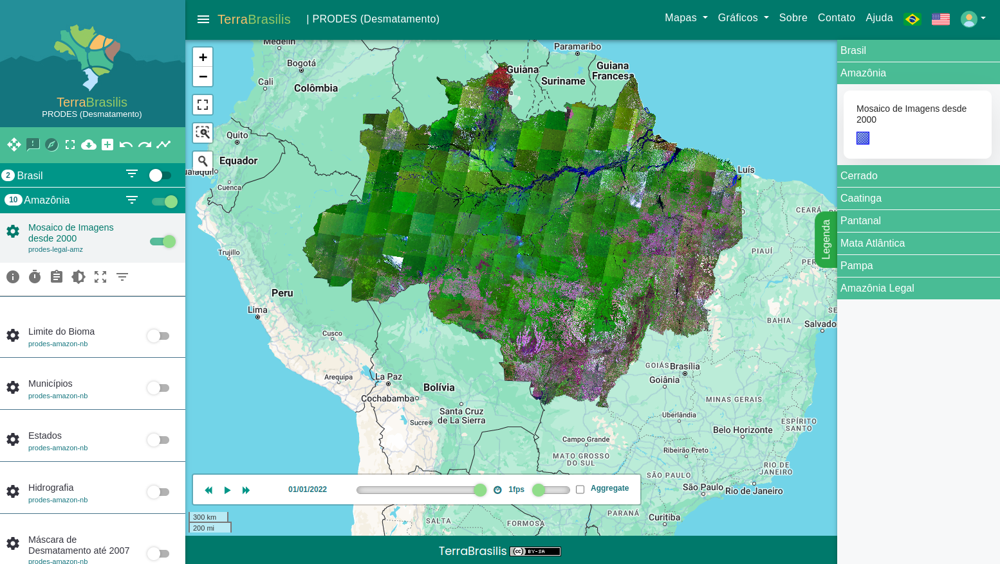 TerraBrasilis
| PRODES (Desmatamento)
Mapas
Gráficos
Sobre
Contato
Ajuda
TerraBrasilis
PRODES (Desmatamento)
2 Brasil
10 Amazônia
Mosaico de Imagens
desde 2000
prodes-legal-amz
Limite do Bioma
prodes-amazon-nb
Municípios
prodes-amazon-nb
Estados
prodes-amazon-nb
Hidrografia
prodes-amazon-nb
Máscara de
Desmatamento até 2007
prodes-amazon-nb
+
−
Medellín
Bogotá
Cali
Colômbia
Paramaribo
Guiana
Suriname
Guiana
Francesa
Quito
Equador
Cuenca
Luís
CEARÁ
Trujillo
PIAUÍ
Peru
Lima
Cusco
BAHIA
Salvado
Arequipa
La Paz
Cochabamba
Bolívia
Santa Cruz
de La Sierra
Sucre
GOIÁS
Brasília
Goiânia
MINAS GERAIS
Uberlândia
ESPÍRITO
SANTO
Belo Horizonte
Campo Grande
MATO GROSSO
DO SUL
Ribeirão Preto
RIO DE
JANEIRO
SÃO PAULO
São Paulo
Rio de Janeiro
PARANÁ
Curitiba
SALTA
FORMOSA
01/01/2022
1fps
Aggregate
300 km
200 mi
Legenda
Brasil
Amazônia
Mosaico de Imagens desde
2000
Cerrado
Caatinga
Pantanal
Mata Atlântica
Pampa
Amazônia Legal
TerraBrasilis
cc BY-SA